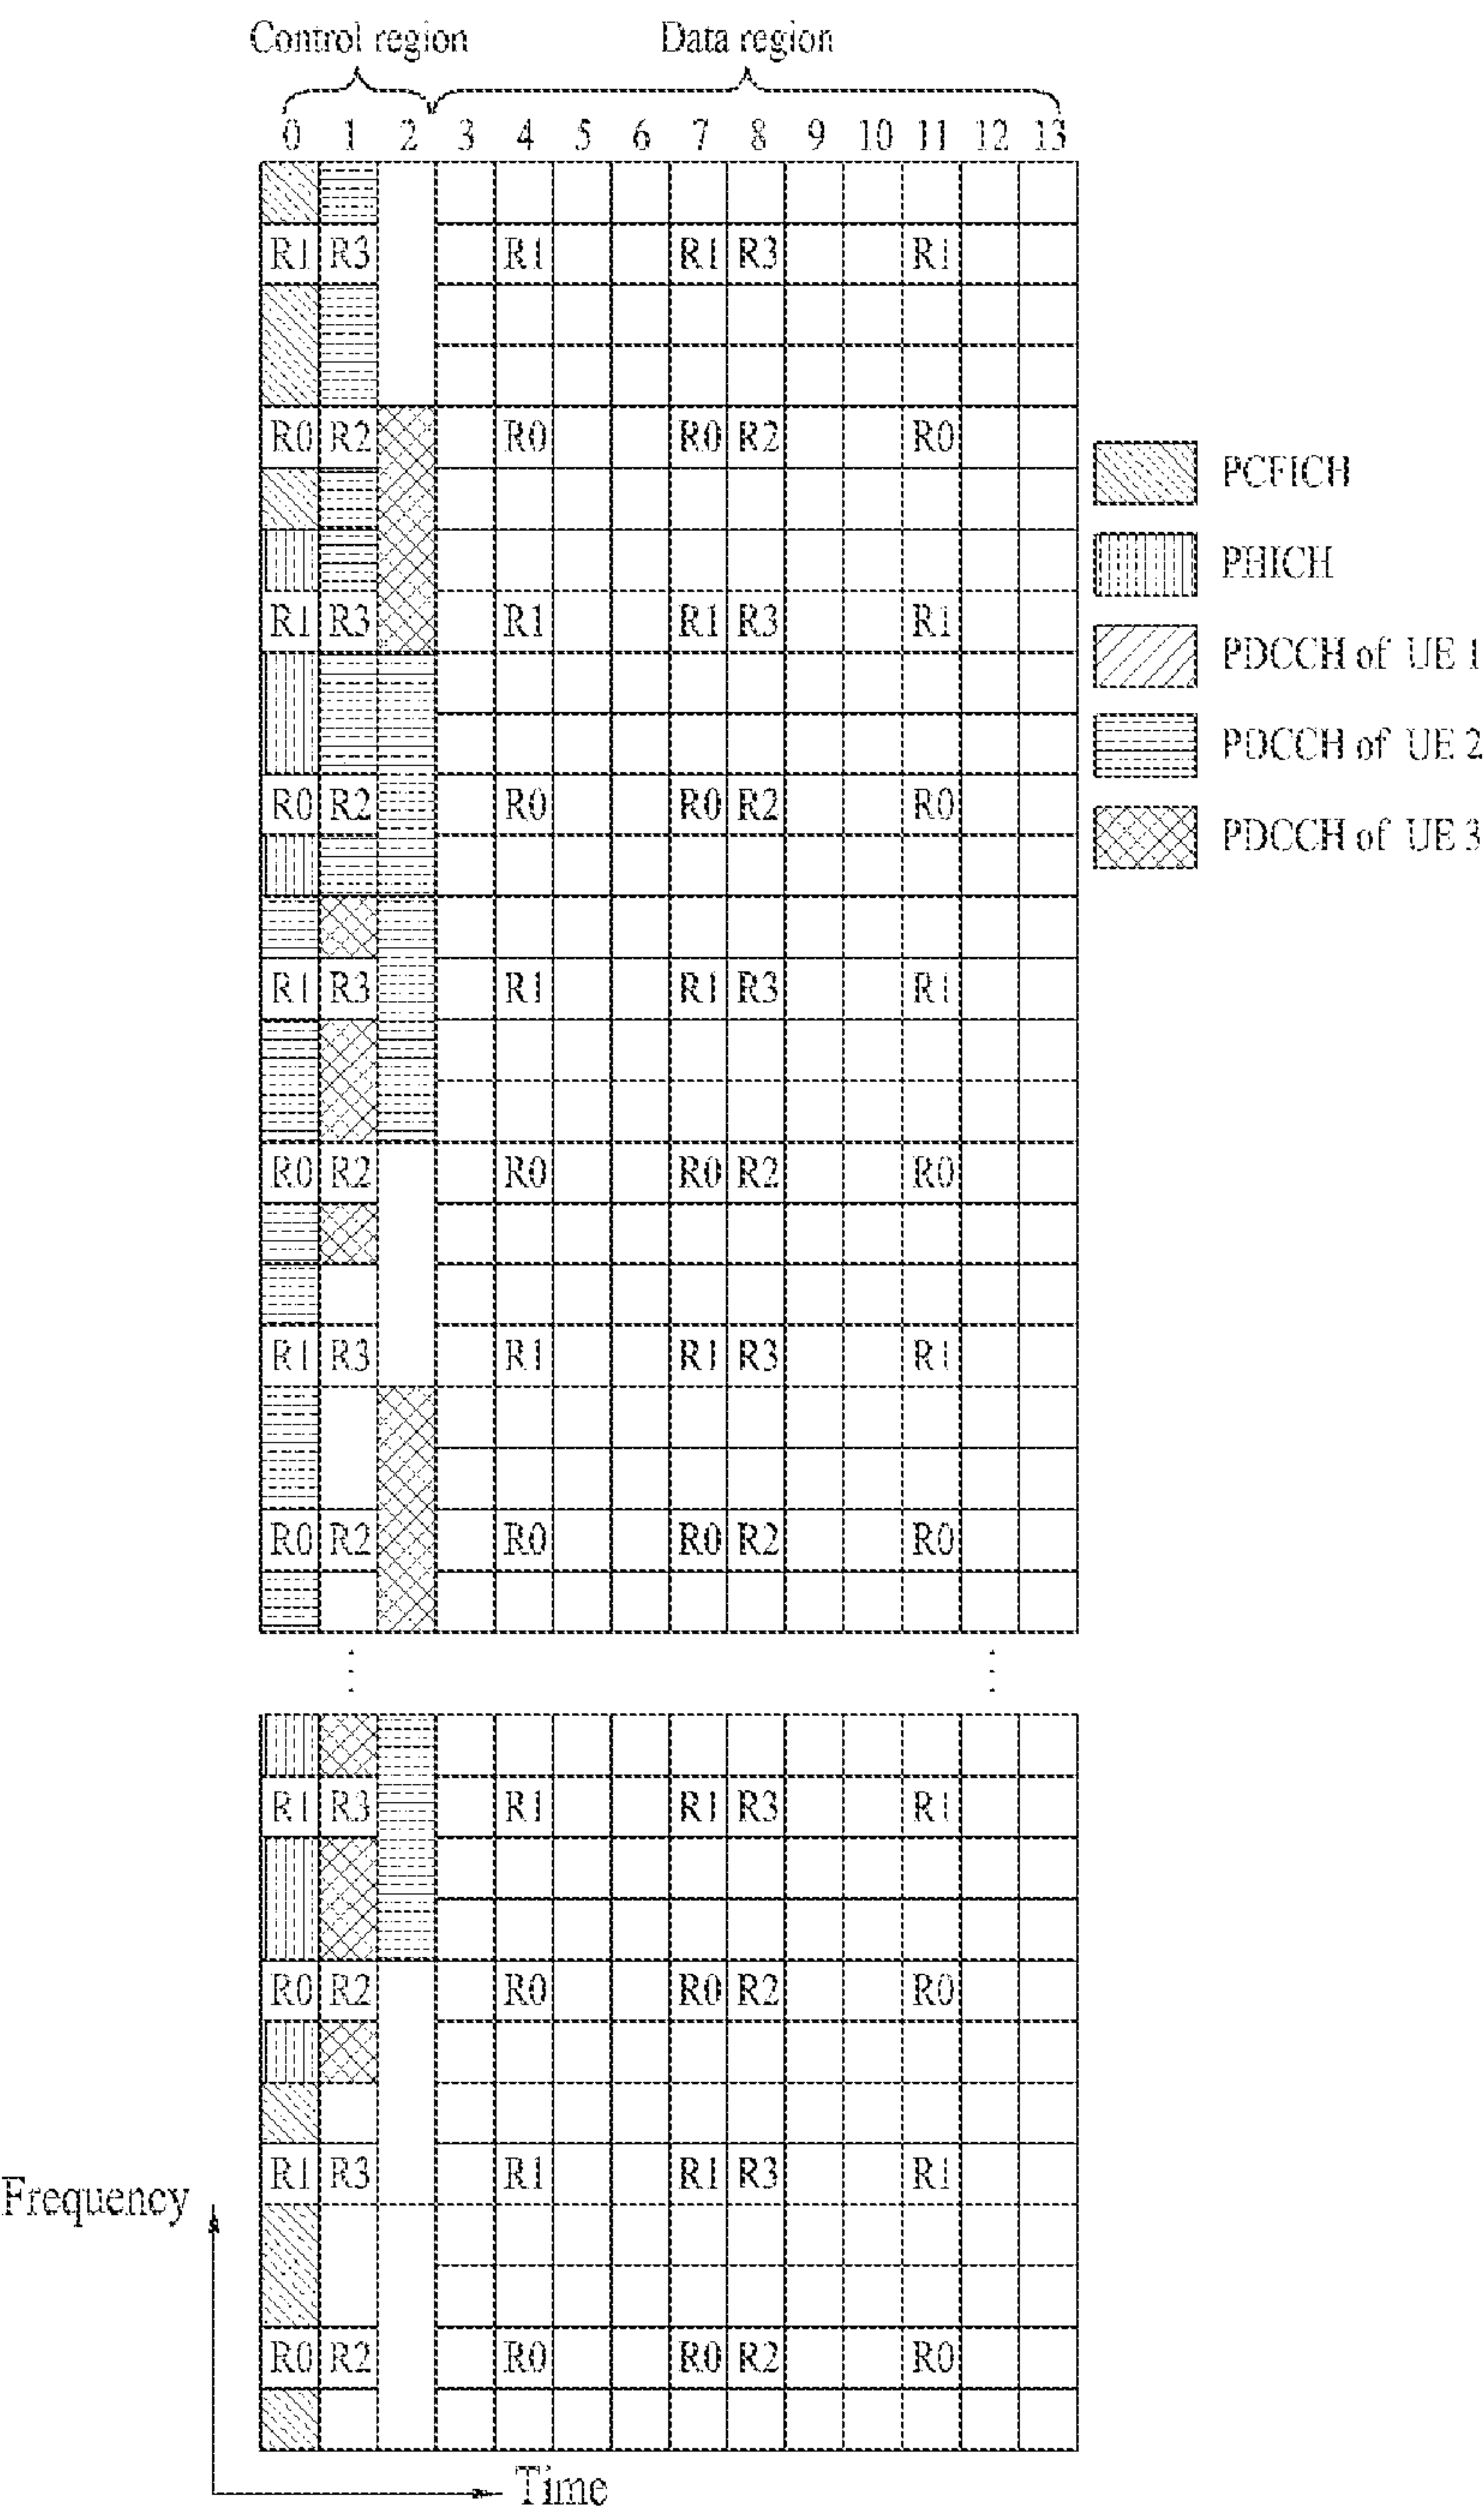 Control region Data region
0 1 2 3 4 5 6 7 8 9 10 11 12 13
R1 R3 R1 R1 R3 R1
R0 R2 R0 R0 R2 R0
R1 R3 R1 R1 R3 R1
R0 R2 R0 R0 R2 R0
R1 R3 R1 R1 R3 R1
R0 R2 R0 R0 R2 R0
R1 R3 R1 R1 R3 R1
R0 R2 R0 R0 R2 R0
PCFICH
PHICH
PDCCH of UE 1
PDCCH of UE 2
PDCCH of UE 3
R1 R3 R1 R1 R3 R1
R0 R2 R0 R0 R2 R0
R1 R3 R1 R1 R3 R1
R0 R2 R0 R0 R2 R0
Frequency
Time